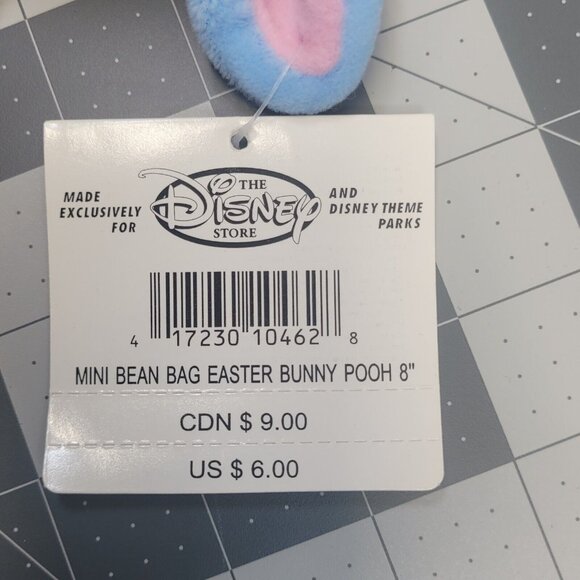 MADE EXCLUSIVELY FOR
THE Disney STORE
AND DISNEY THEME PARKS
4 17230 10462 8
MINI BEAN BAG EASTER BUNNY POOH 8"
CDN $ 9.00
US $ 6.00